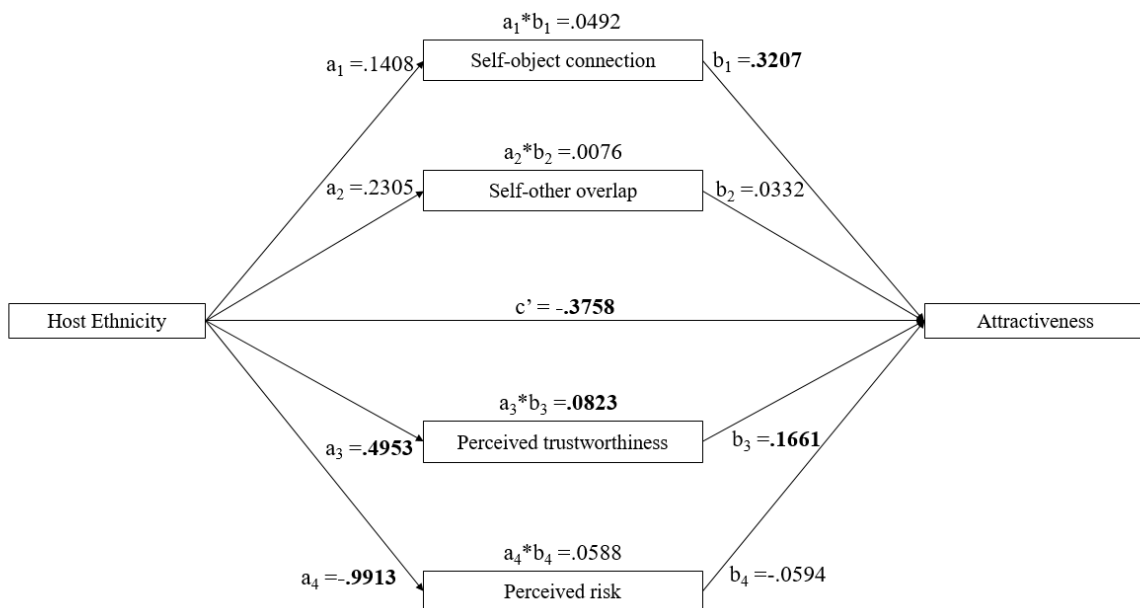 a₁*b₁ =.0492
Self-object connection
a₁ =.1408
b₁ =.3207
a₂*b₂ =.0076
Self-other overlap
a₂ =.2305
b₂ =.0332
c’ = -.3758
Host Ethnicity
Attractiveness
a₃*b₃ =.0823
Perceived trustworthiness
a₃ =.4953
b₃ =.1661
a₄*b₄ =.0588
Perceived risk
a₄ =-.9913
b₄ =-.0594